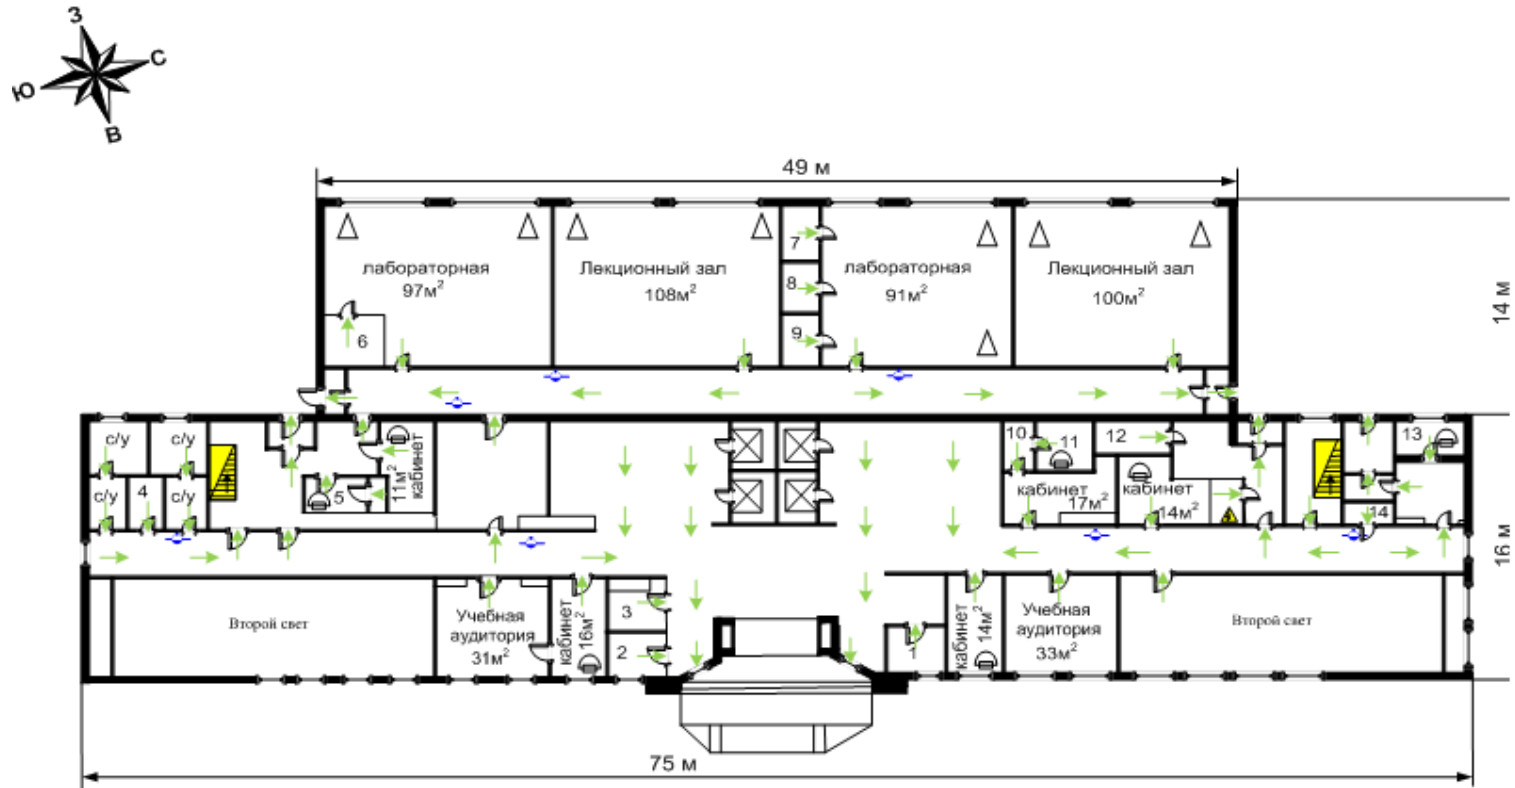 З
С
Ю
В
49 м
14 м
7
лабораторная
97м²
Лекционный зал
108м²
8
лабораторная
91м²
Лекционный зал
100м²
9
6
с/у
с/у
кабинет
11м²
10
11
12
13
с/у
4
с/у
5
кабинет
17м²
кабинет
14м²
14
16 м
Второй свет
Учебная
аудитория
31м²
кабинет
16м²
3
2
1
кабинет
14м²
Учебная
аудитория
33м²
Второй свет
75 м